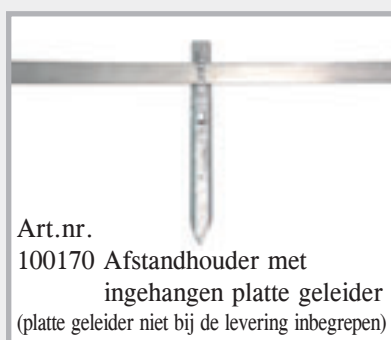 Art.nr.
100170 Afstandhouder met
ingehangen platte geleider
(platte geleider niet bij de levering inbegrepen)